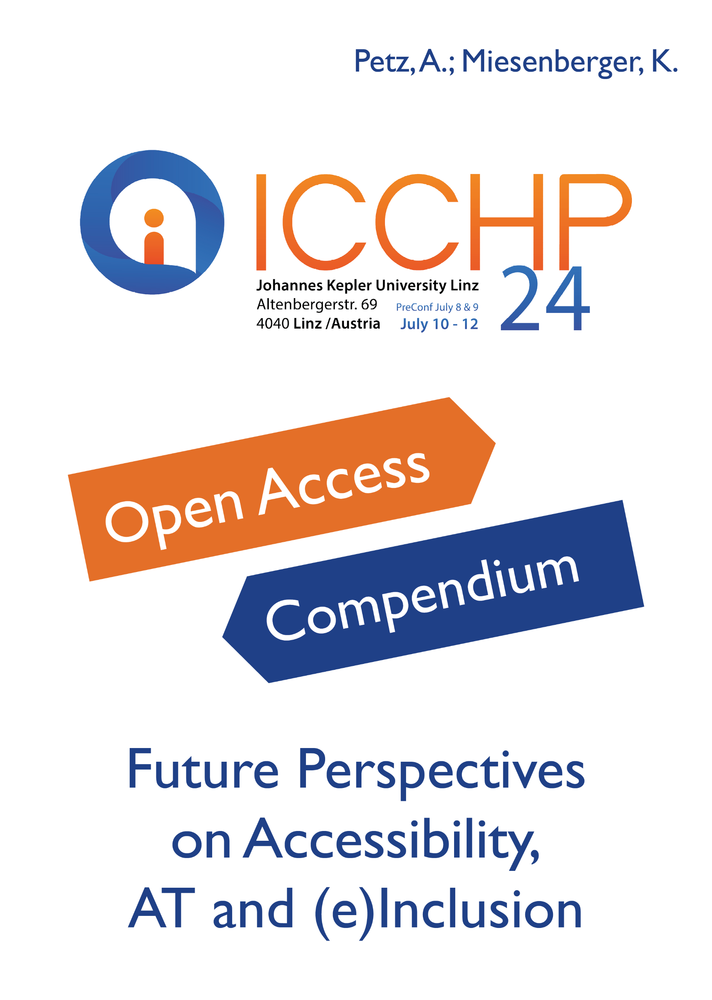 Petz, A.; Miesenberger, K.
ICCHP
24
Johannes Kepler University Linz
Altenbergerstr. 69
PreConf July 8 & 9
4040 Linz /Austria
July 10 - 12
Open Access
Compendium
Future Perspectives
on Accessibility,
AT and (e)Inclusion